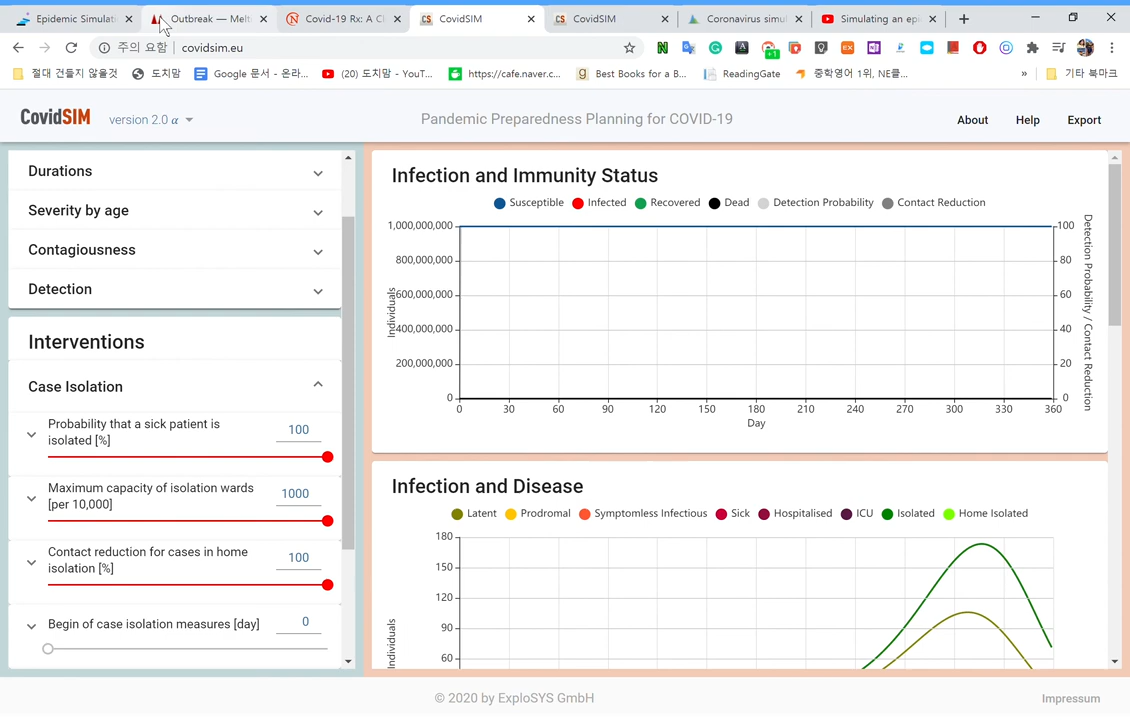 Epidemic Simulati
Outbreak — Melt
Covid-19 Rx: A Cl
CS CovidSIM
CS CovidSIM
Coronavirus simul
Simulating an epi
주의 요함 covidsim.eu
절대 건들지 않을것
도치맘
Google 문서 - 온라...
(20) 도치맘 - YouT...
https://cafe.naver.c...
Best Books for a B...
ReadingGate
중학영어 1위, NE클...
»
기타 북마크
CovidSIM version 2.0 α
Pandemic Preparedness Planning for COVID-19
About Help Export
Durations
Severity by age
Contagiousness
Detection
Interventions
Case Isolation
Probability that a sick patient is
isolated [%]
100
Maximum capacity of isolation wards
[per 10,000]
1000
Contact reduction for cases in home
isolation [%]
100
Begin of case isolation measures [day]
0
Infection and Immunity Status
Susceptible Infected Recovered Dead Detection Probability Contact Reduction
1,000,000,000
800,000,000
600,000,000
400,000,000
200,000,000
0
Individuals
100
80
60
40
20
0
Detection Probability / Contact Reduction
0 30 60 90 120 150 180 210 240 270 300 330 360
Day
Infection and Disease
Latent Prodromal Symptomless Infectious Sick Hospitalised ICU Isolated Home Isolated
180
150
120
90
60
Individuals
© 2020 by ExploSYS GmbH
Impressum